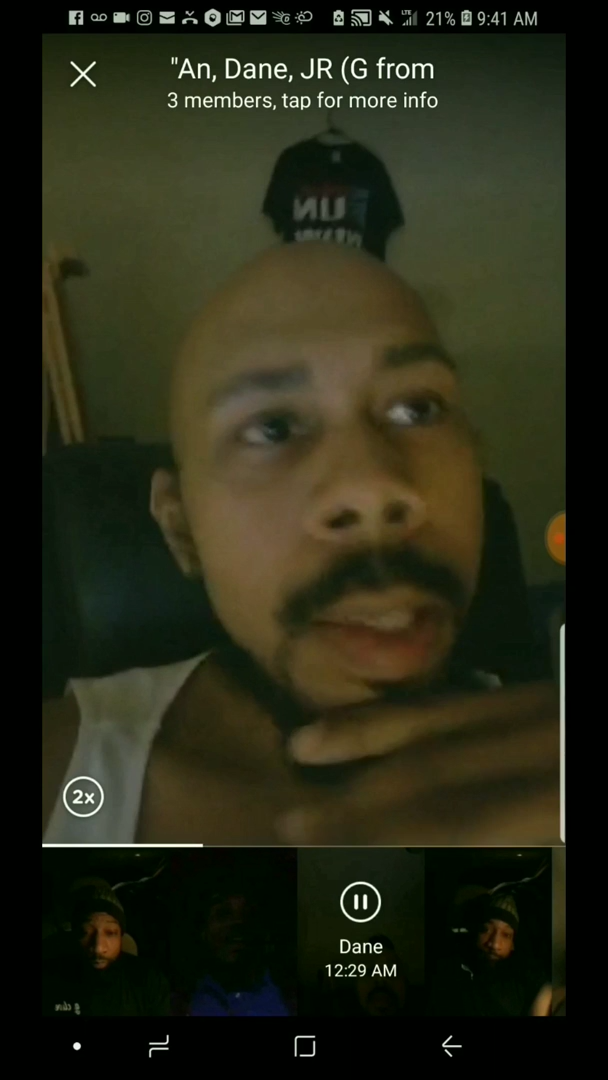 21% 9:41 AM
"An, Dane, JR (G from
3 members, tap for more info
UN
2x
Dane
12:29 AM